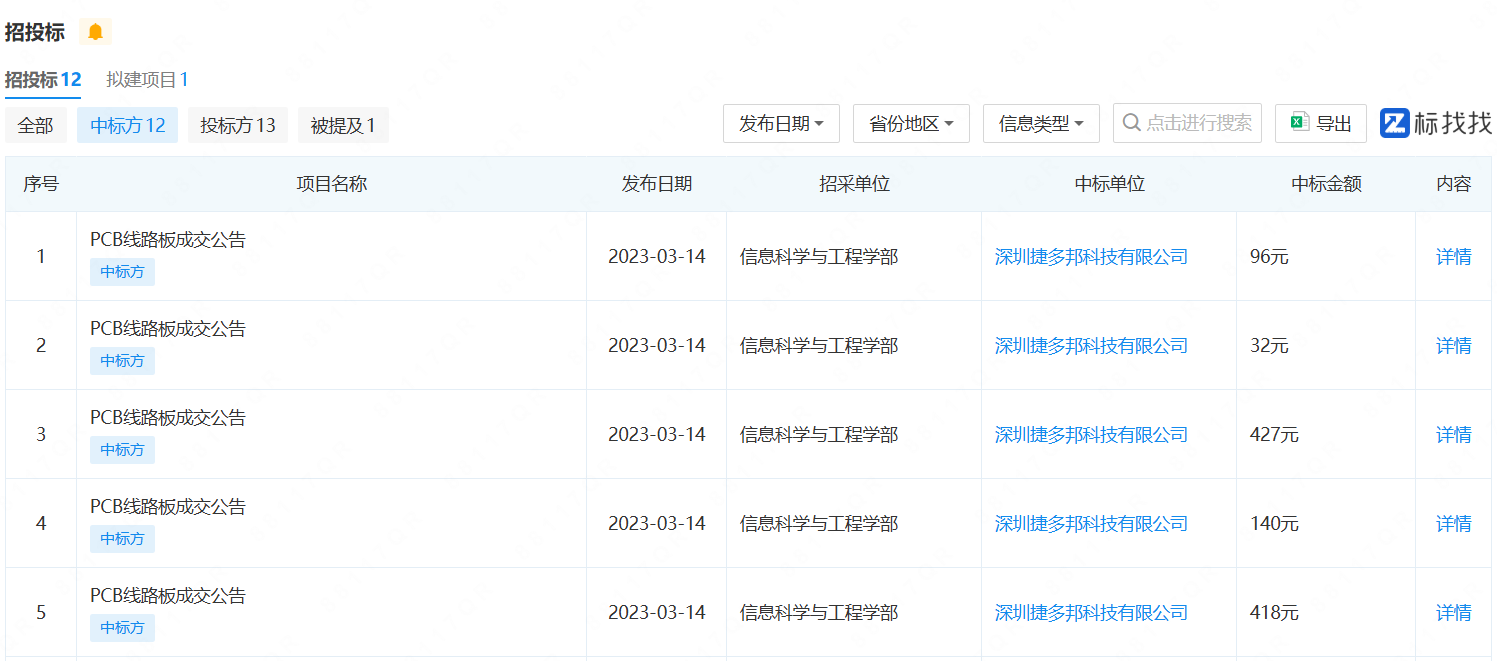 招投标
招投标 12 拟建项目 1
全部 中标方 12 投标方 13 被提及 1 发布日期 省份地区 信息类型 点击进行搜索 导出 标找找
序号 项目名称 发布日期 招采单位 中标单位 中标金额 内容
PCB线路板成交公告
1 2023-03-14 信息科学与工程学部 深圳捷多邦科技有限公司 96元 详情
中标方
PCB线路板成交公告
2 2023-03-14 信息科学与工程学部 深圳捷多邦科技有限公司 32元 详情
中标方
PCB线路板成交公告
3 2023-03-14 信息科学与工程学部 深圳捷多邦科技有限公司 427元 详情
中标方
PCB线路板成交公告
4 2023-03-14 信息科学与工程学部 深圳捷多邦科技有限公司 140元 详情
中标方
PCB线路板成交公告
5 2023-03-14 信息科学与工程学部 深圳捷多邦科技有限公司 418元 详情
中标方